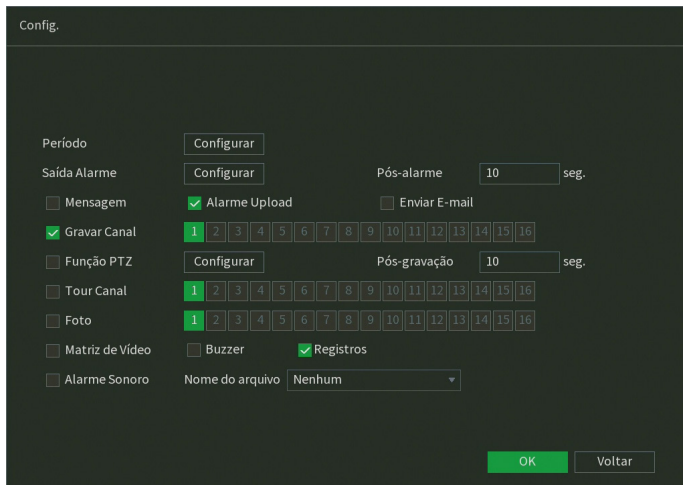 Config.
Período Configurar
Saída Alarme Configurar Pós-alarme 10 seg.
Mensagem Alarme Upload Enviar E-mail
Gravar Canal 1 2 3 4 5 6 7 8 9 10 11 12 13 14 15 16
Função PTZ Configurar Pós-gravação 10 seg.
Tour Canal 1 2 3 4 5 6 7 8 9 10 11 12 13 14 15 16
Foto 1 2 3 4 5 6 7 8 9 10 11 12 13 14 15 16
Matriz de Vídeo Buzzer Registros
Alarme Sonoro Nome do arquivo Nenhum
OK Voltar